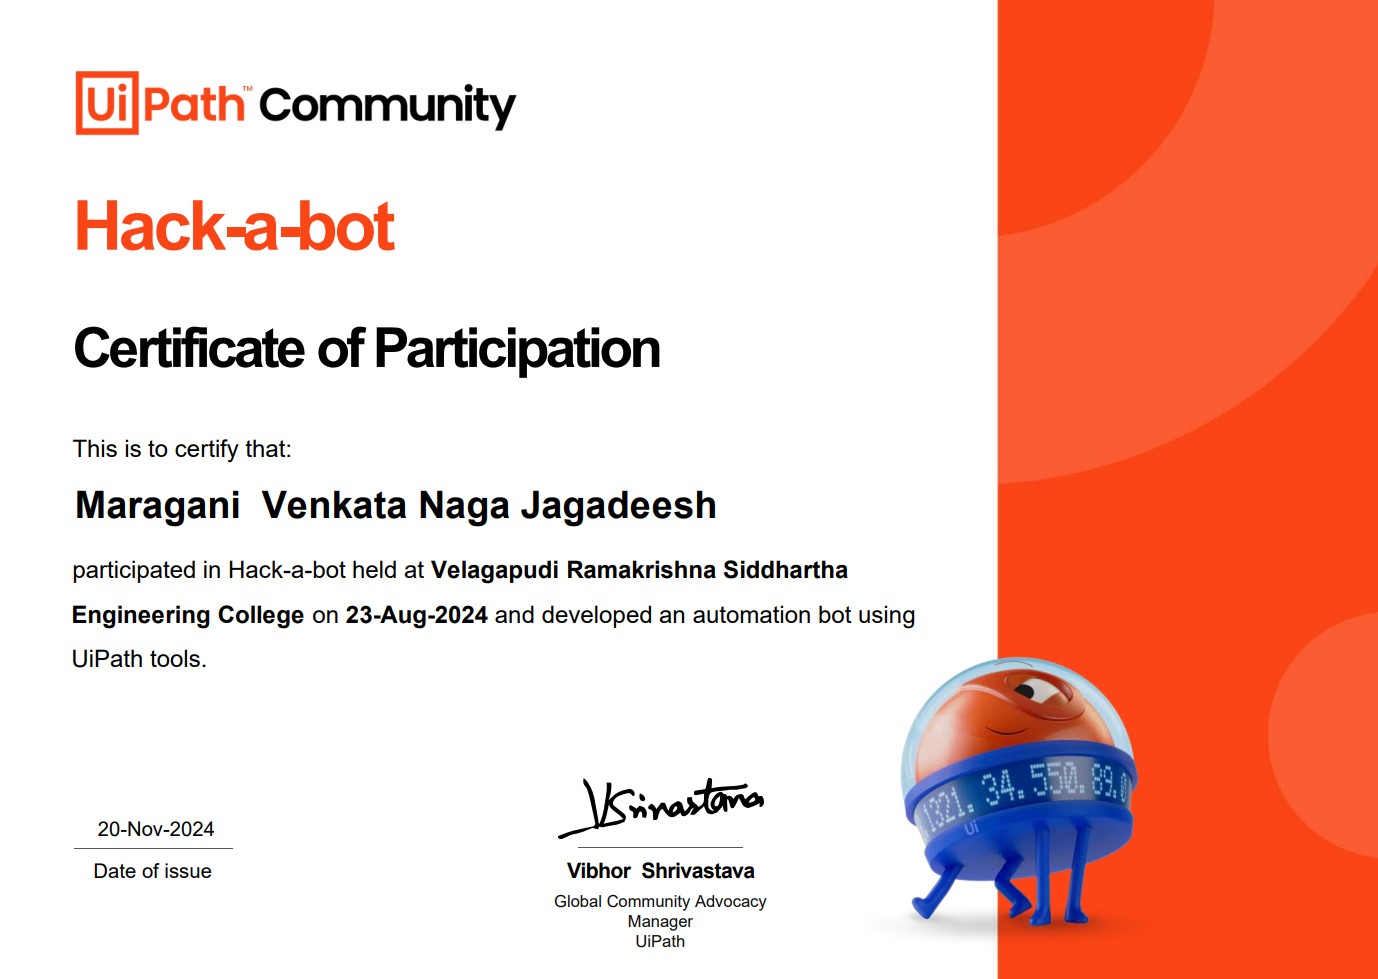 UiPath™ Community
Hack-a-bot
Certificate of Participation
This is to certify that:
Maragani  Venkata Naga Jagadeesh
participated in Hack-a-bot held at Velagapudi Ramakrishna Siddhartha
Engineering College on 23-Aug-2024 and developed an automation bot using
UiPath tools.
1321. 34. 550. 89.0
Ui
VSrivastava
20-Nov-2024
Date of issue
Vibhor  Shrivastava
Global Community Advocacy
Manager
UiPath